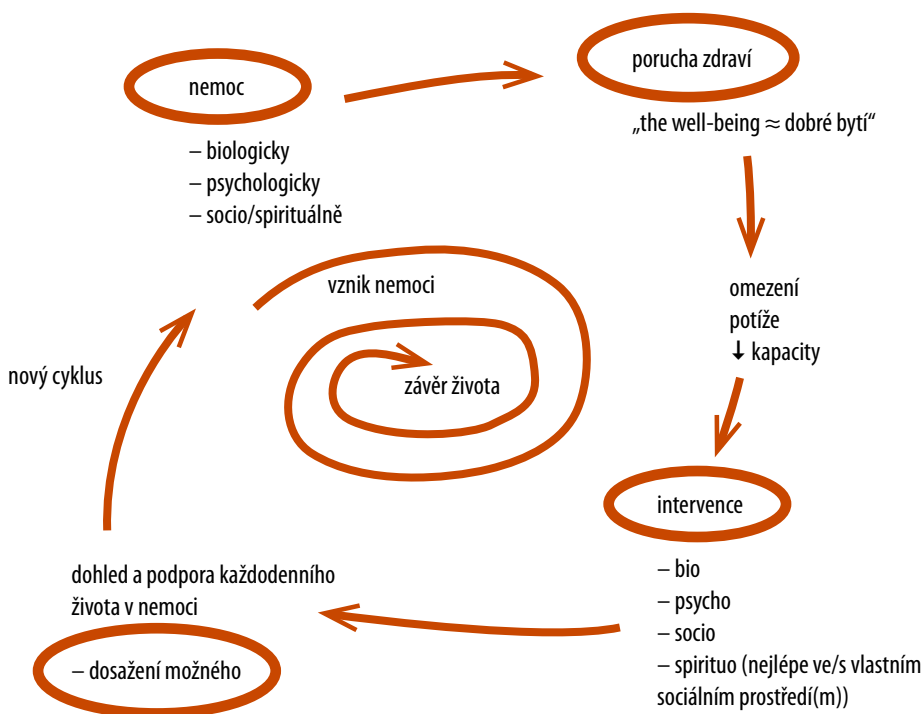 nemoc
– biologicky
– psychologicky
– socio/spirituálně
porucha zdraví
„the well-being ≈ dobré bytí“
omezení
potíže
↓ kapacity
intervence
– bio
– psycho
– socio
– spirituo (nejlépe ve/s vlastním
sociálním prostředí(m))
dohled a podpora každodenního
života v nemoci
– dosažení možného
nový cyklus
vznik nemoci
závěr života